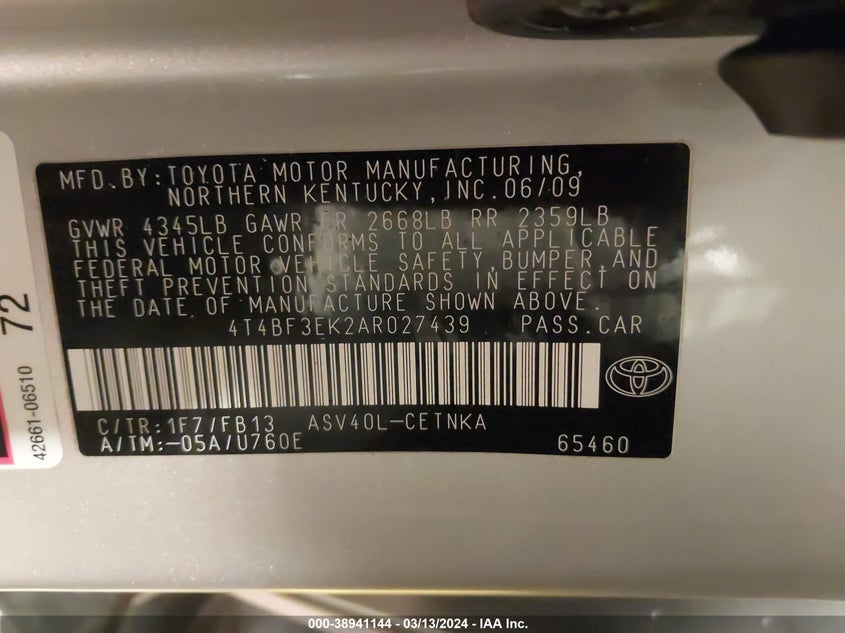 MFD.BY:TOYOTA MOTOR MANUFACTURING,
NORTHERN KENTUCKY,INC.06/09
GVWR 4345LB GAWR FR 2668LB RR 2359LB
THIS VEHICLE CONFORMS TO ALL APPLICABLE
FEDERAL MOTOR VEHICLE SAFETY,BUMPER,AND
THEFT PREVENTION STANDARDS IN EFFECT ON
THE DATE OF MANUFACTURE SHOWN ABOVE.
4T4BF3EK2AR027439 PASS.CAR
C/TR:1F7/FB13 ASV40L-CETNKA
A/TM:-05A/U760E 65460
72
42661-06510
000-38941144 - 03/13/2024 - IAA Inc.